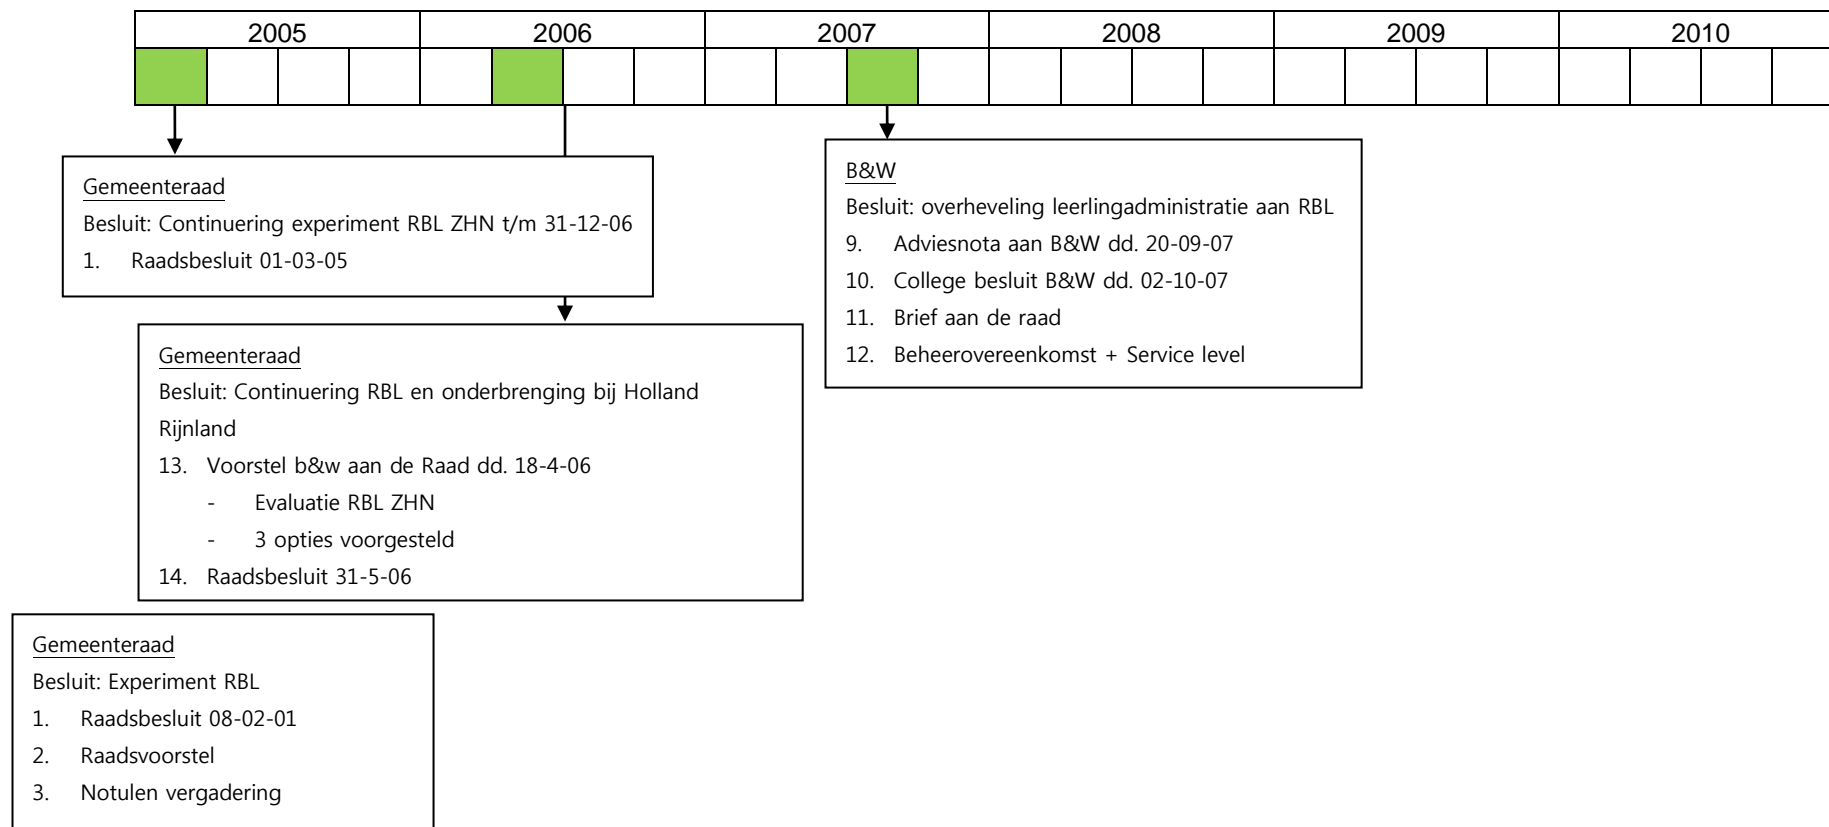 2005 2006 2007 2008 2009 2010
Gemeenteraad
Besluit: Continuering experiment RBL ZHN t/m 31-12-06
1. Raadsbesluit 01-03-05
B&W
Besluit: overheveling leerlingadministratie aan RBL
9. Adviesnota aan B&W dd. 20-09-07
10. College besluit B&W dd. 02-10-07
11. Brief aan de raad
12. Beheerovereenkomst + Service level
Gemeenteraad
Besluit: Continuering RBL en onderbrenging bij Holland
Rijnland
13. Voorstel b&w aan de Raad dd. 18-4-06
- Evaluatie RBL ZHN
- 3 opties voorgesteld
14. Raadsbesluit 31-5-06
Gemeenteraad
Besluit: Experiment RBL
1. Raadsbesluit 08-02-01
2. Raadsvoorstel
3. Notulen vergadering